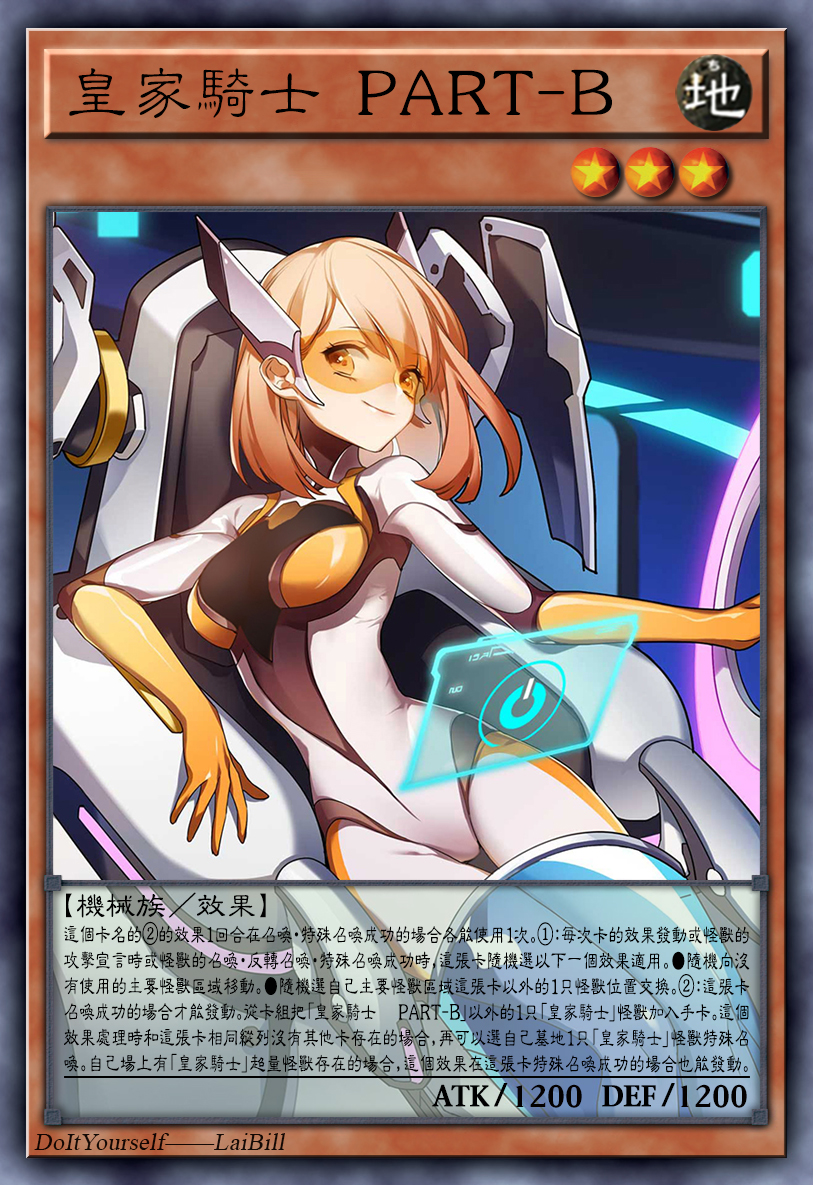 皇家騎士 PART-B
地
【機械族／效果】
這個卡名的②的效果1回合在召喚・特殊召喚成功的場合各能使用1次。①：每次卡的效果發動或怪獸的
攻擊宣言時或怪獸的召喚・反轉召喚・特殊召喚成功時，這張卡隨機選以下一個效果適用。●隨機向沒
有使用的主要怪獸區域移動。●隨機選自己主要怪獸區域這張卡以外的1只怪獸位置交換。②：這張卡
召喚成功的場合才能發動。從卡組把「皇家騎士　PART-B」以外的1只「皇家騎士」怪獸加入手卡。這個
效果處理時和這張卡相同縱列沒有其他卡存在的場合，再可以選自己墓地1只「皇家騎士」怪獸特殊召
喚。自己場上有「皇家騎士」超量怪獸存在的場合，這個效果在這張卡特殊召喚成功的場合也能發動。
ATK/1200 DEF/1200
DoItYourself——LaiBill